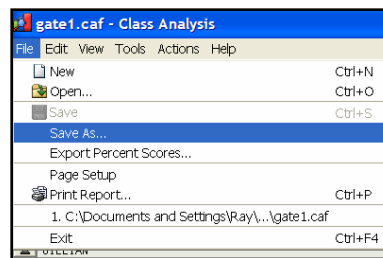 gate1.caf - Class Analysis
File Edit View Tools Actions Help
New Ctrl+N
Open... Ctrl+O
Save Ctrl+S
Save As...
Export Percent Scores...
Page Setup
Print Report... Ctrl+P
1. C:\Documents and Settings\Ray\...\gate1.caf
Exit Ctrl+F4